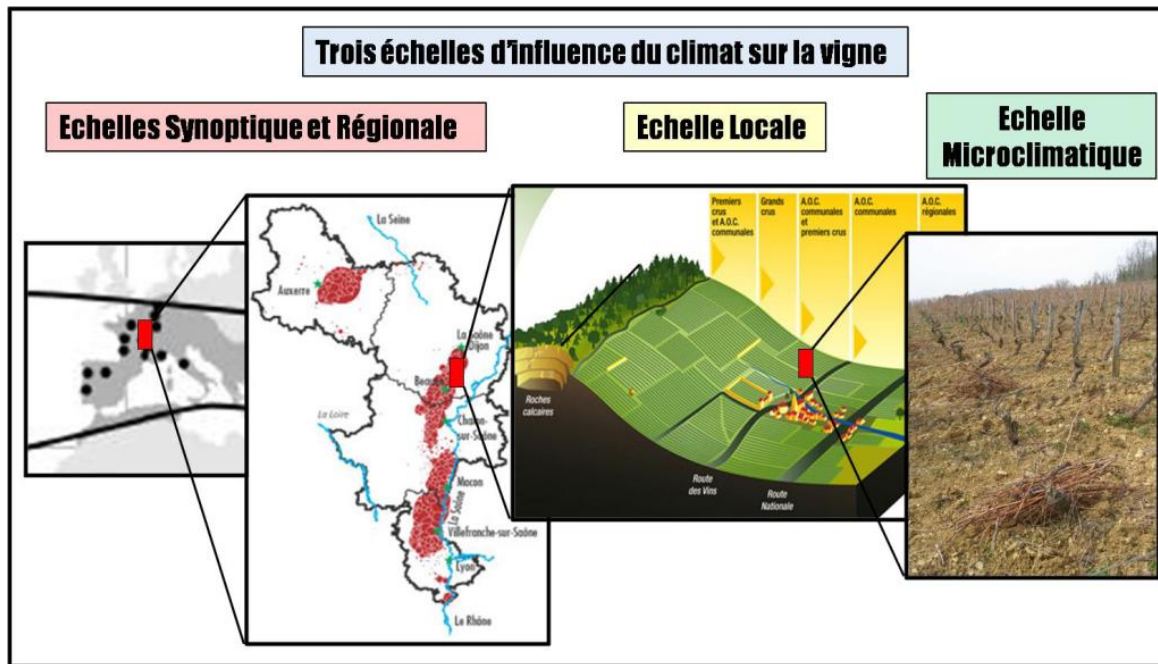 Trois échelles d'influence du climat sur la vigne
Echelles Synoptique et Régionale
Echelle Locale
Echelle
Microclimatique
La Seine
Auxerre
La Saône
Dijon
Beaune
La Loire
Chalon-
sur-Saône
Macon
La Saône
Villefranche-sur-Saône
Lyon
Le Rhône
Premiers
crus
et A.O.C.
communales
Grands
crus
A.O.C.
communales
et
premiers crus
A.O.C.
communales
A.O.C.
régionales
Roches
calcaires
Route
des Vins
Route
Nationale